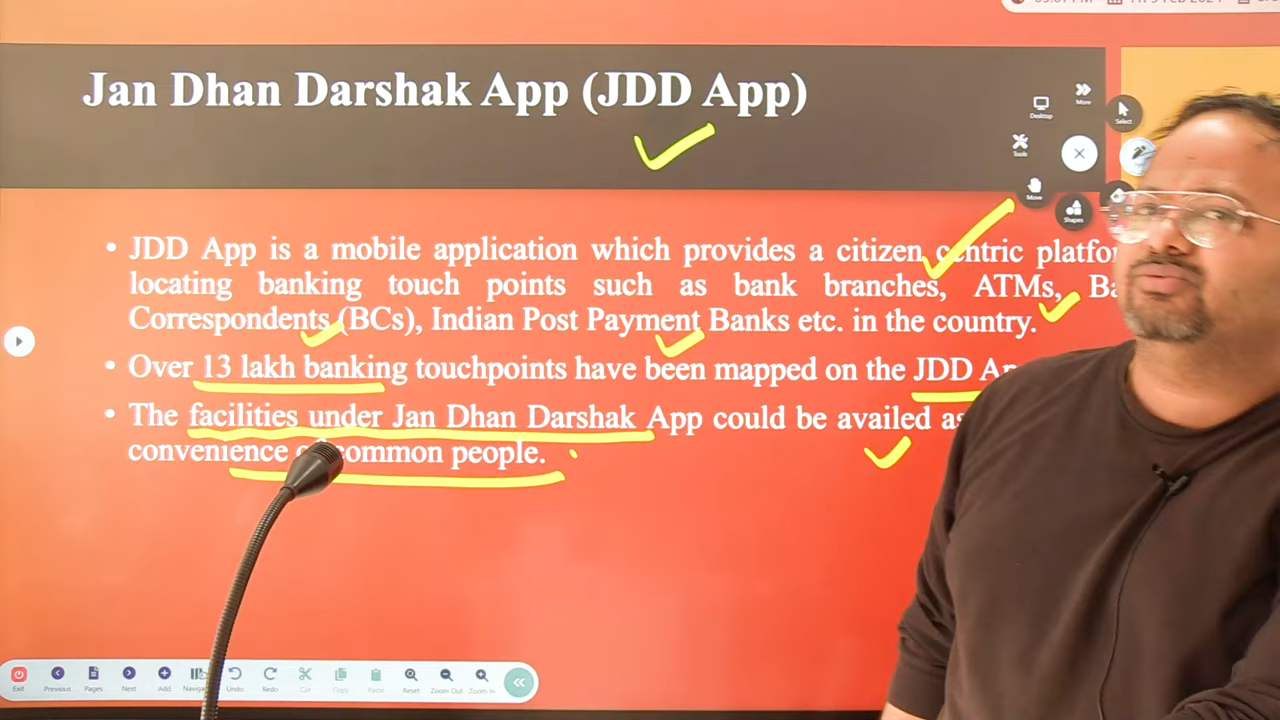 Jan Dhan Darshak App (JDD App)
• JDD App is a mobile application which provides a citizen centric
locating banking touch points such as bank branches, ATMs,
Correspondents (BCs), Indian Post Payment Banks etc. in the country.
• Over 13 lakh banking touchpoints have been mapped on the JDD
• The facilities under Jan Dhan Darshak App could be availed
convenience common people.
More
Desktop
Select
Tools
Move
Shapes
Exit
Previous
Pages
Next
Add
Undo
Redo
Cut
Copy
Paste
Reset
Zoom Out
Zoom In